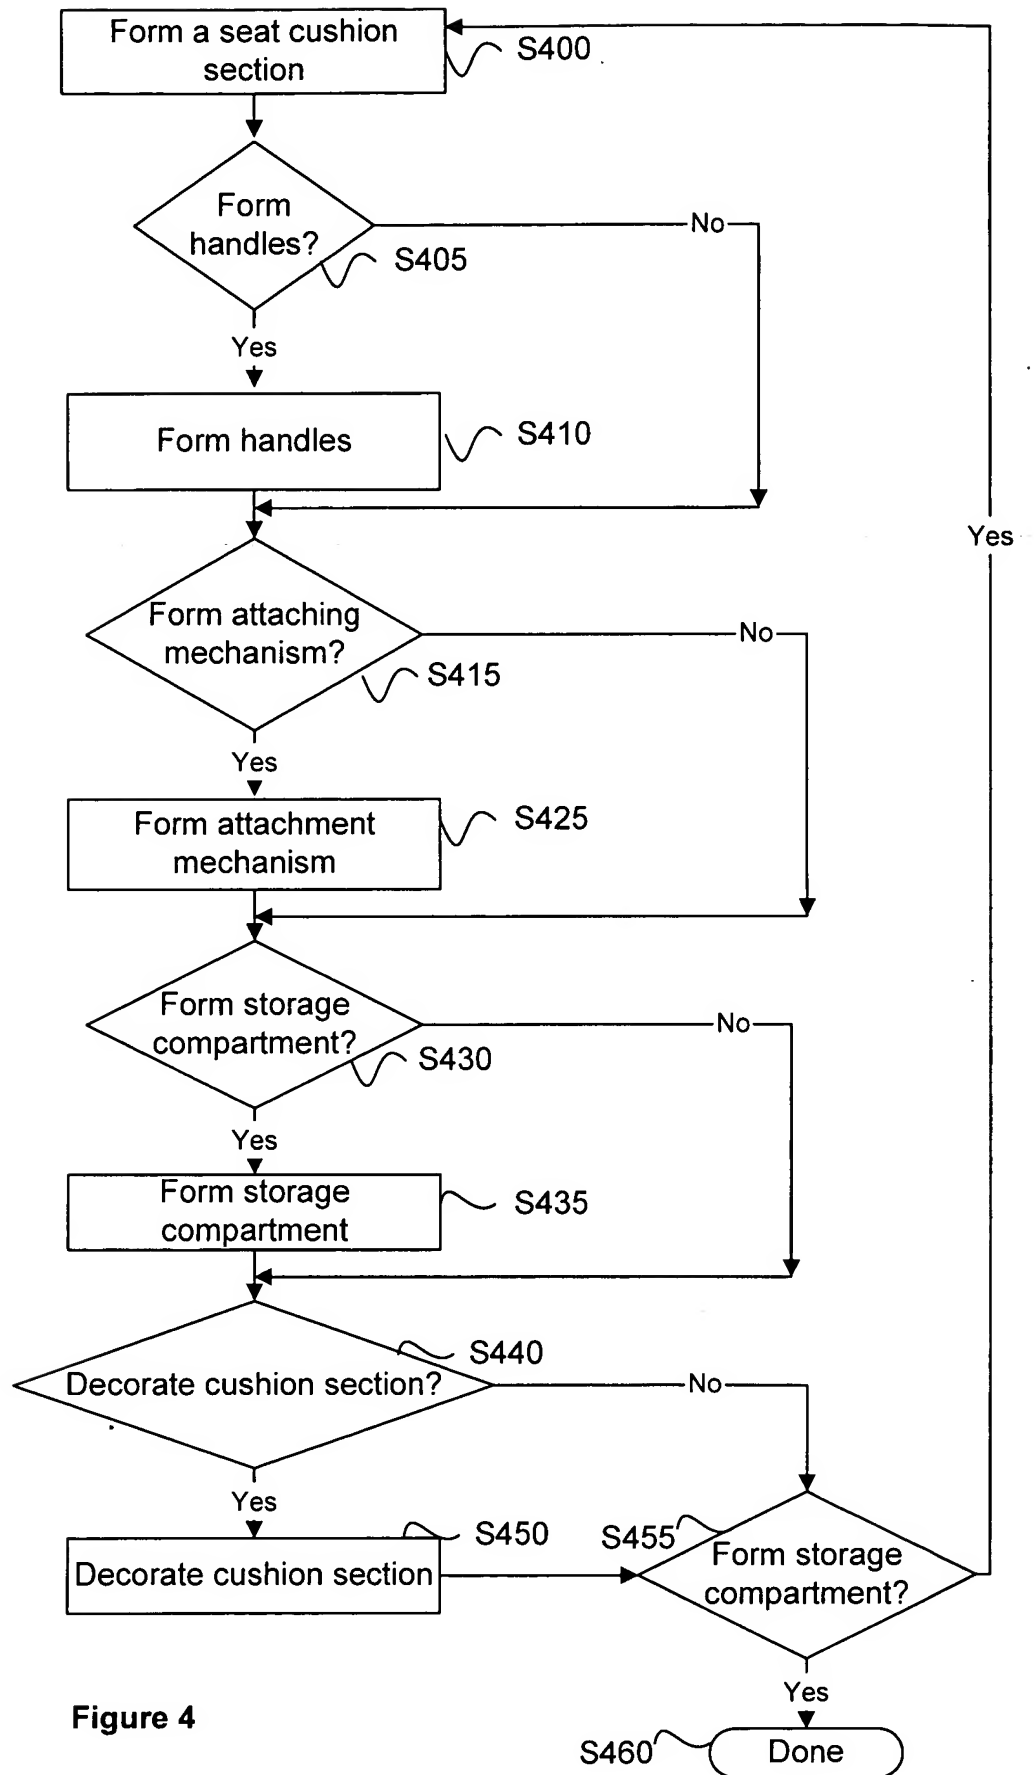 Form a seat cushion
section
S400
Form
handles?
No
S405
Yes
Form handles
S410
Yes
Form attaching
mechanism?
No
S415
Yes
Form attachment
mechanism
S425
Form storage
compartment?
No
S430
Yes
Form storage
compartment
S435
S440
Decorate cushion section?
No
Yes
S450
Decorate cushion section
S455
Form storage
compartment?
Yes
Figure 4
S460
Done